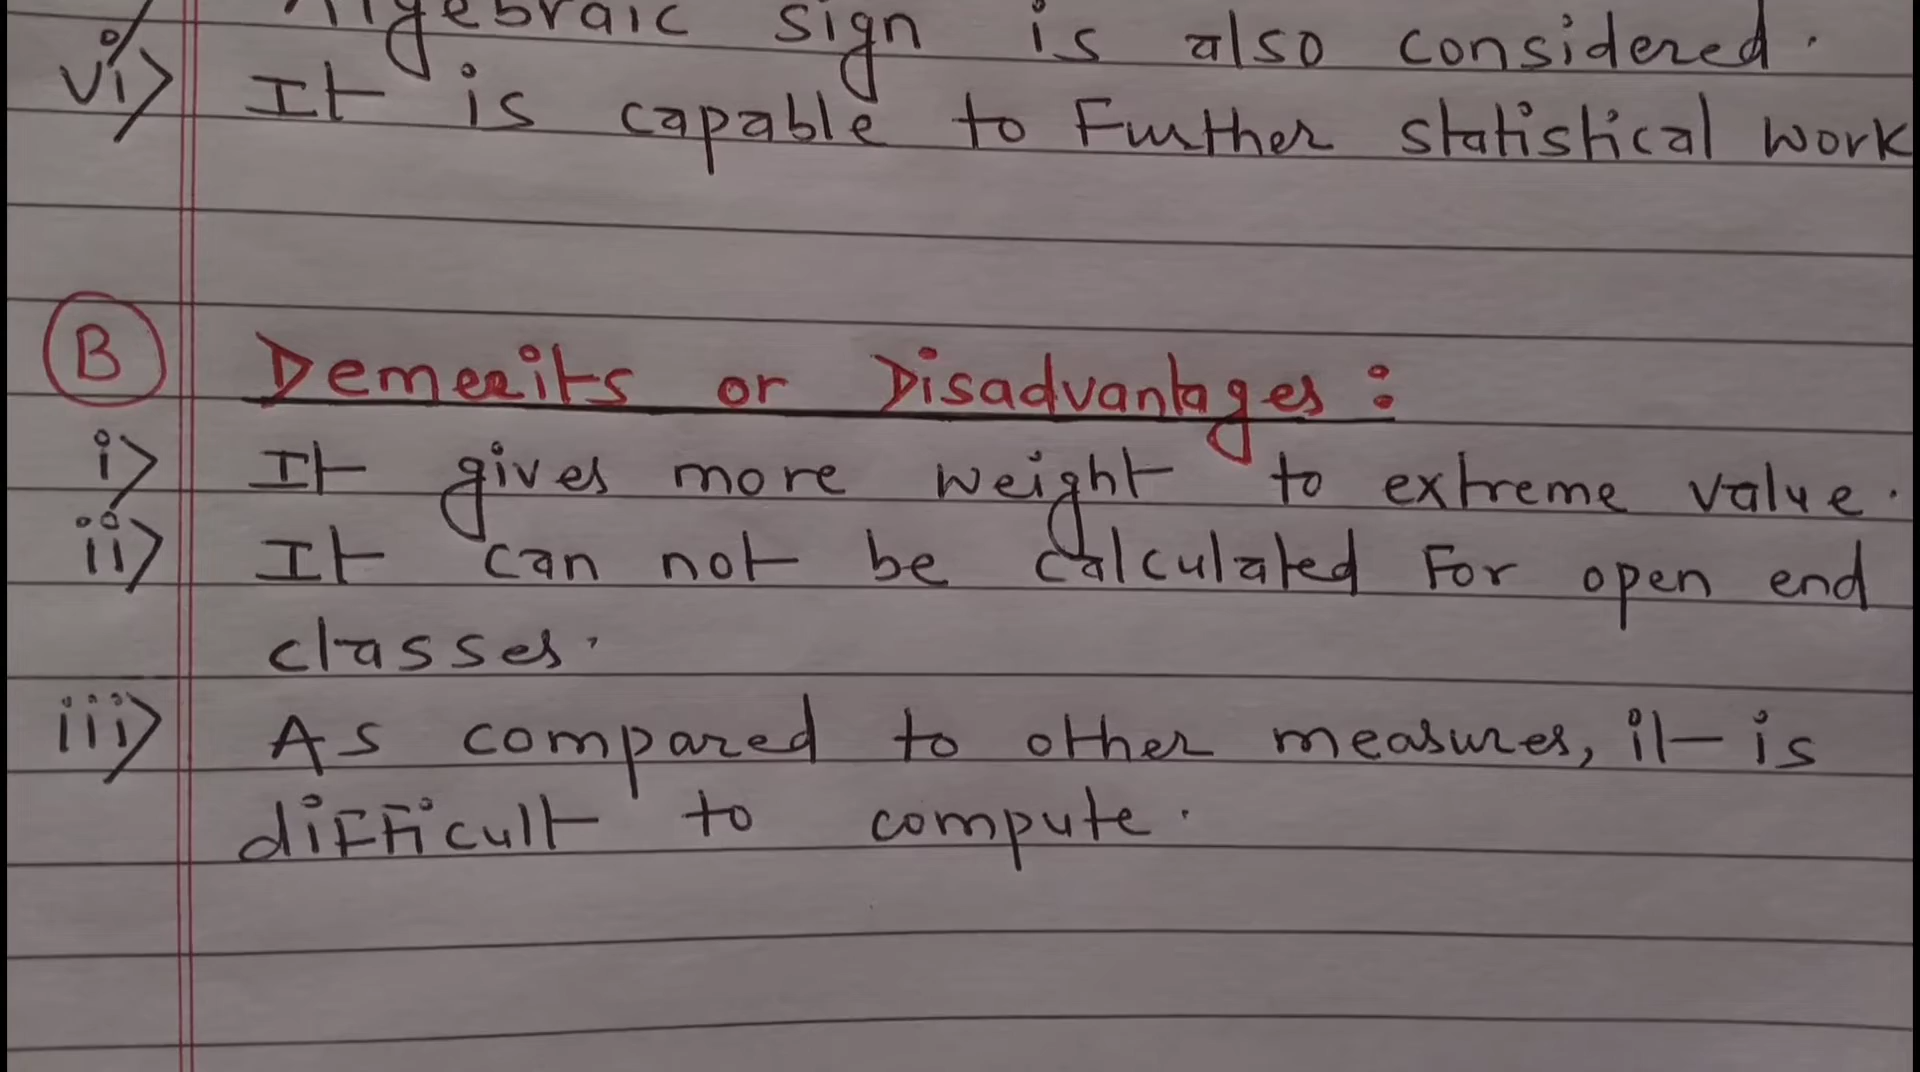 Algebraic sign is also considered.
vi) It is capable to Further statistical work
B Demerits or Disadvantages :
i) It gives more weight to extreme value.
ii) It can not be calculated For open end
classes.
iii) As compared to other measures, it is
difficult to compute.